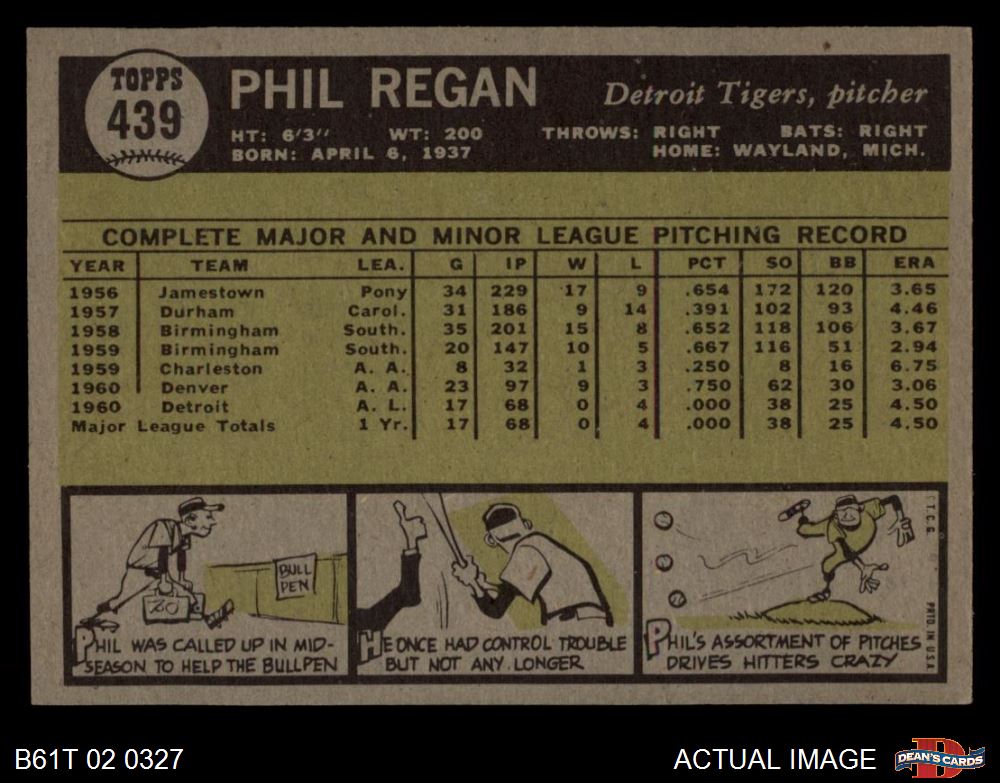 TOPPS
439
PHIL REGAN Detroit Tigers, pitcher
HT: 6'3" WT: 200 THROWS: RIGHT BATS: RIGHT
BORN: APRIL 6, 1937 HOME: WAYLAND, MICH.
COMPLETE MAJOR AND MINOR LEAGUE PITCHING RECORD
YEAR TEAM LEA. G IP W L PCT SO BB ERA
1956 Jamestown Pony 34 229 17 9 .654 172 120 3.65
1957 Durham Carol. 31 186 9 14 .391 102 93 4.46
1958 Birmingham South. 35 201 15 8 .652 118 106 3.67
1959 Birmingham South. 20 147 10 5 .667 116 51 2.94
1959 Charleston A. A. 8 32 1 3 .250 8 16 6.75
1960 Denver A. A. 23 97 9 3 .750 62 30 3.06
1960 Detroit A. L. 17 68 0 4 .000 38 25 4.50
Major League Totals 1 Yr. 17 68 0 4 .000 38 25 4.50
BULL
PEN
PHIL WAS CALLED UP IN MID-
SEASON TO HELP THE BULLPEN
HE ONCE HAD CONTROL TROUBLE
BUT NOT ANY LONGER
PHIL'S ASSORTMENT OF PITCHES
DRIVES HITTERS CRAZY
T.C.G.
PRTD. IN U.S.A.
B61T 02 0327
ACTUAL IMAGE
DEAN'S CARDS